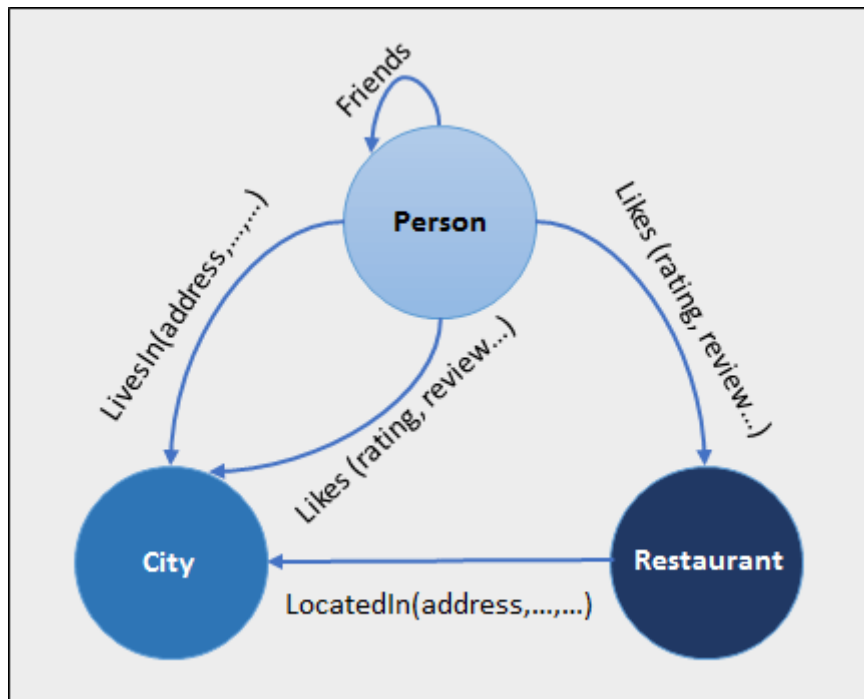 Friends
Person
LivesIn(address,...,...)
Likes (rating, review...)
Likes (rating, review...)
City
Restaurant
LocatedIn(address,...,...)